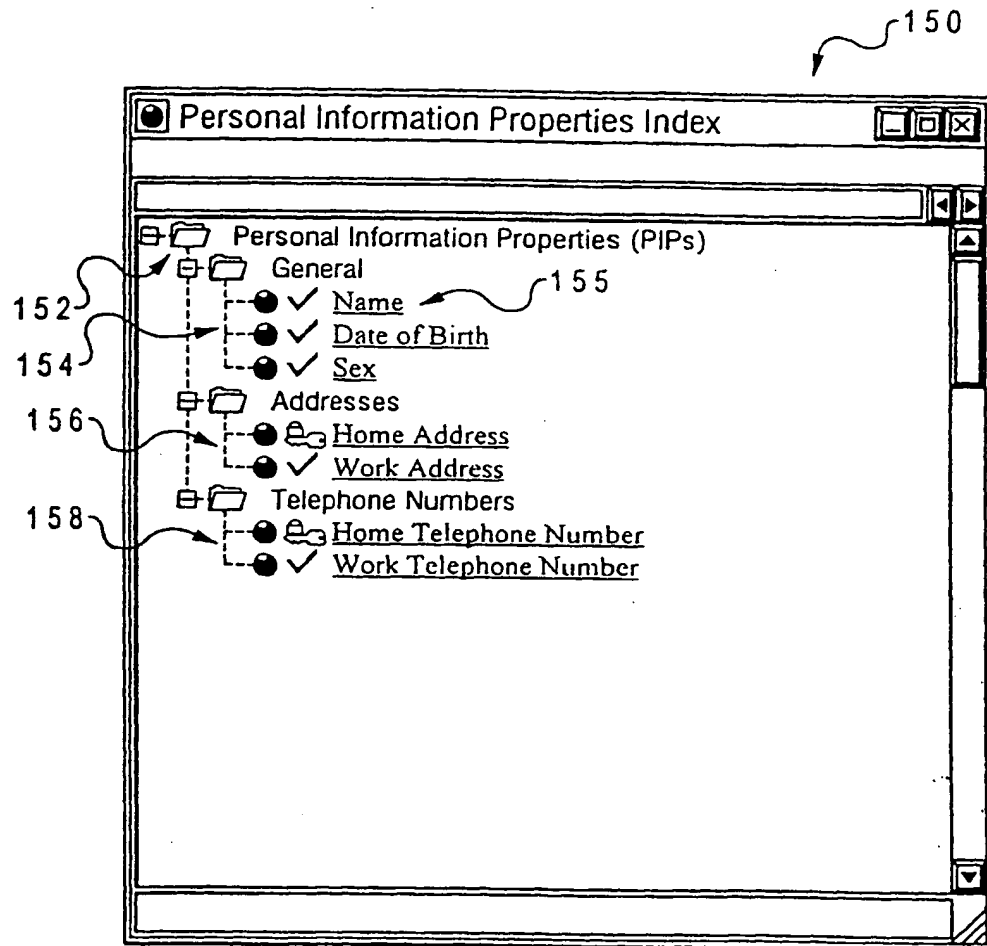 150
Personal Information Properties Index
Personal Information Properties (PIPs)
General
155
Name
152
Date of Birth
154
Sex
Addresses
156
Home Address
Work Address
Telephone Numbers
158
Home Telephone Number
Work Telephone Number